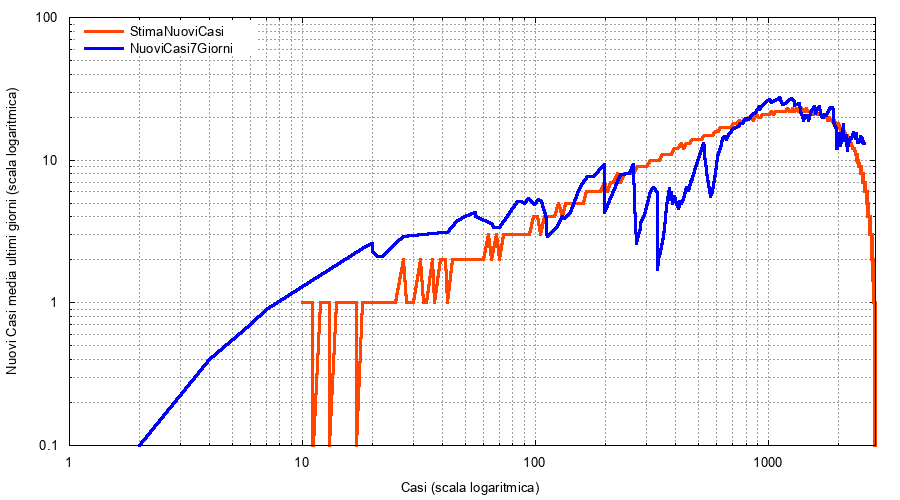 100
StimaNuoviCasi
NuoviCasi7Giorni
10
1
0.1
1
10
100
1000
Nuovi Casi media ultimi giorni (scala logaritmica)
Casi (scala logaritmica)